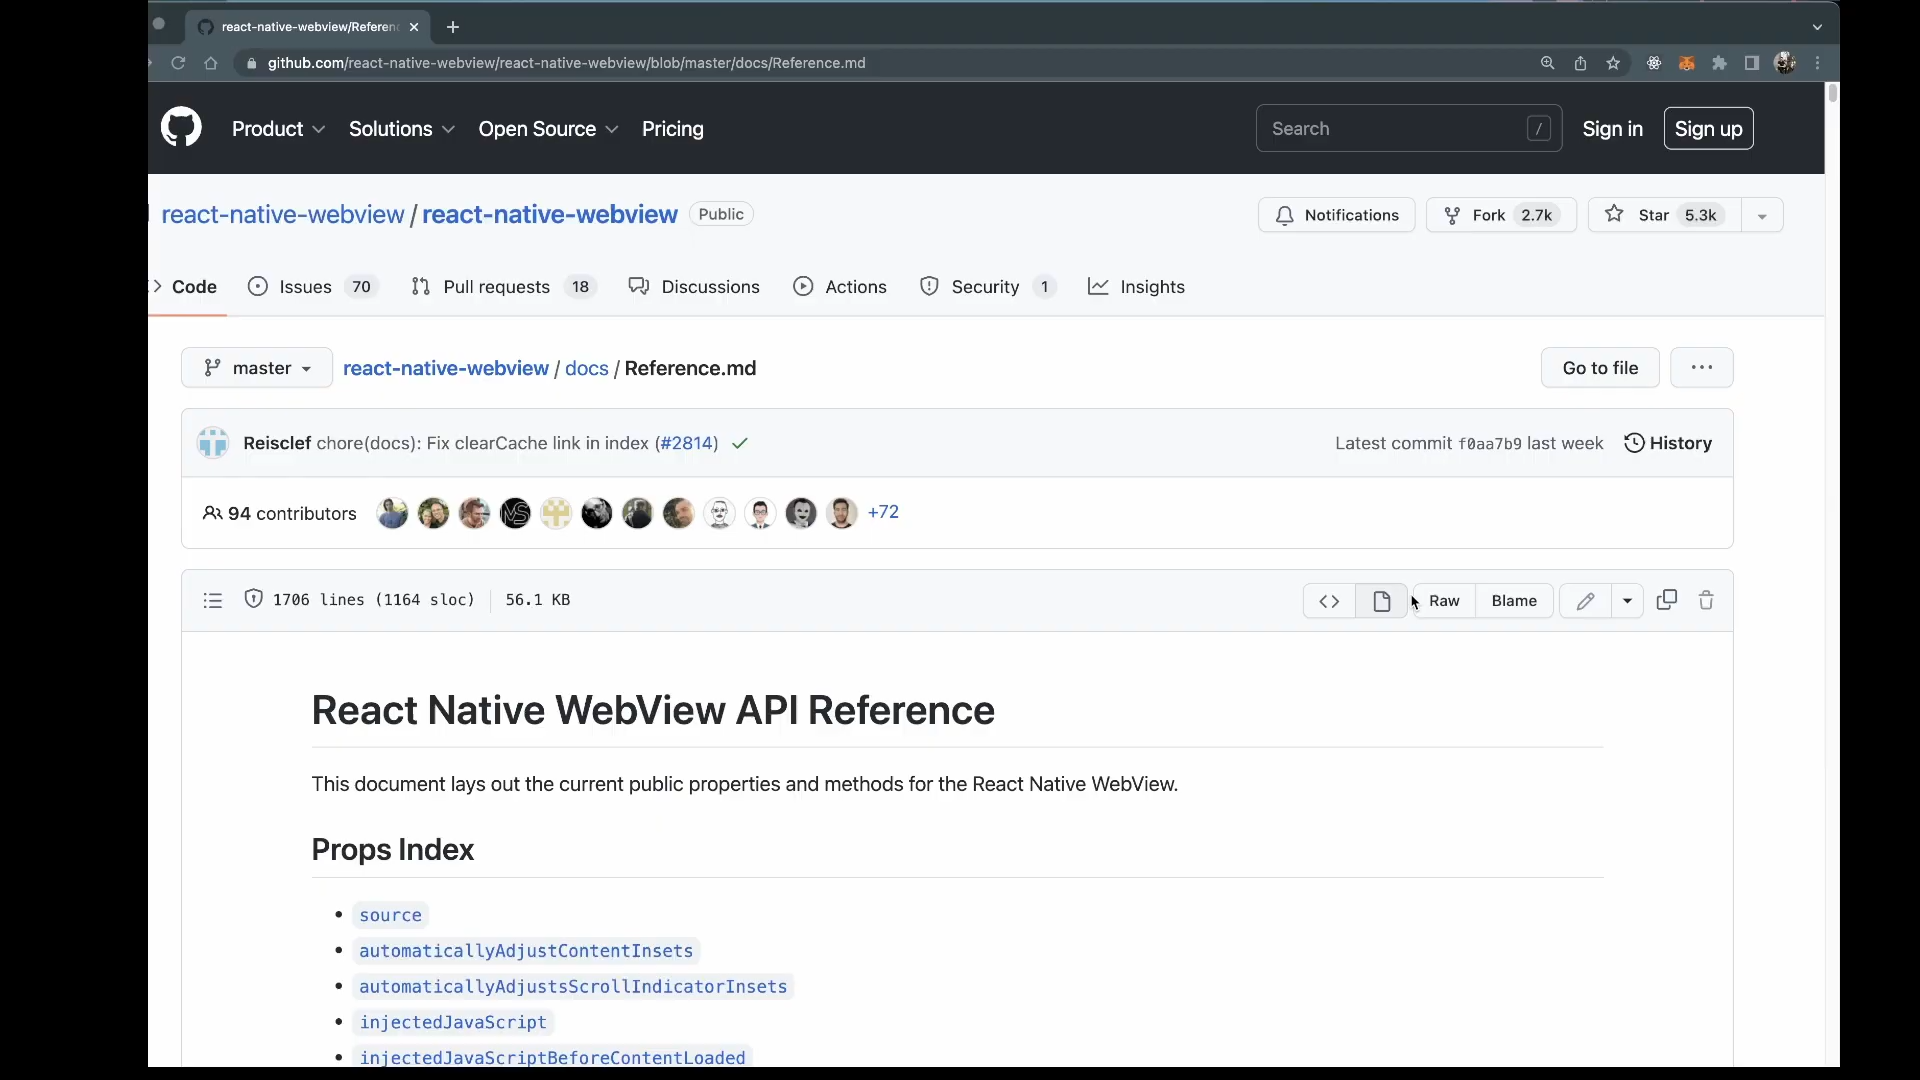 react-native-webview/Referen
github.com/react-native-webview/react-native-webview/blob/master/docs/Reference.md
Product Solutions Open Source Pricing Search / Sign in Sign up
react-native-webview / react-native-webview Public Notifications Fork 2.7k Star 5.3k
Code Issues 70 Pull requests 18 Discussions Actions Security 1 Insights
master react-native-webview / docs / Reference.md Go to file ...
Reisclef chore(docs): Fix clearCache link in index (#2814) Latest commit f0aa7b9 last week History
94 contributors +72
1706 lines (1164 sloc) 56.1 KB <> Raw Blame
React Native WebView API Reference
This document lays out the current public properties and methods for the React Native WebView.
Props Index
• source
• automaticallyAdjustContentInsets
• automaticallyAdjustsScrollIndicatorInsets
• injectedJavaScript
• injectedJavaScriptBeforeContentLoaded